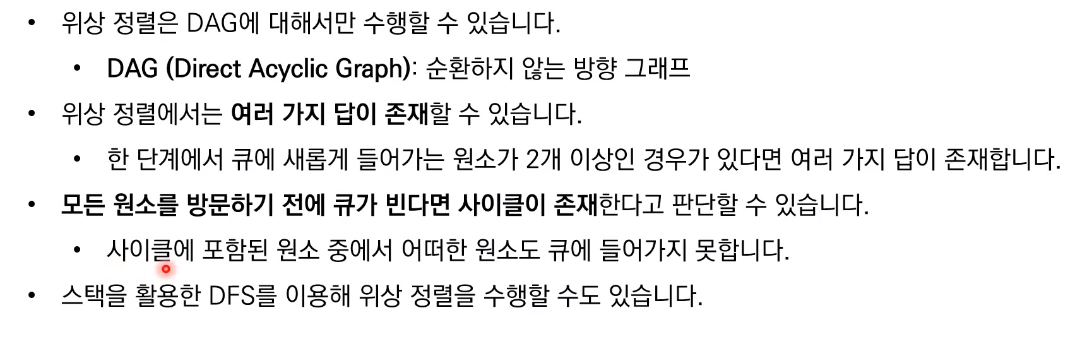 • 위상 정렬은 DAG에 대해서만 수행할 수 있습니다.
• DAG (Direct Acyclic Graph): 순환하지 않는 방향 그래프
• 위상 정렬에서는 여러 가지 답이 존재할 수 있습니다.
• 한 단계에서 큐에 새롭게 들어가는 원소가 2개 이상인 경우가 있다면 여러 가지 답이 존재합니다.
• 모든 원소를 방문하기 전에 큐가 빈다면 사이클이 존재한다고 판단할 수 있습니다.
• 사이클에 포함된 원소 중에서 어떠한 원소도 큐에 들어가지 못합니다.
• 스택을 활용한 DFS를 이용해 위상 정렬을 수행할 수도 있습니다.